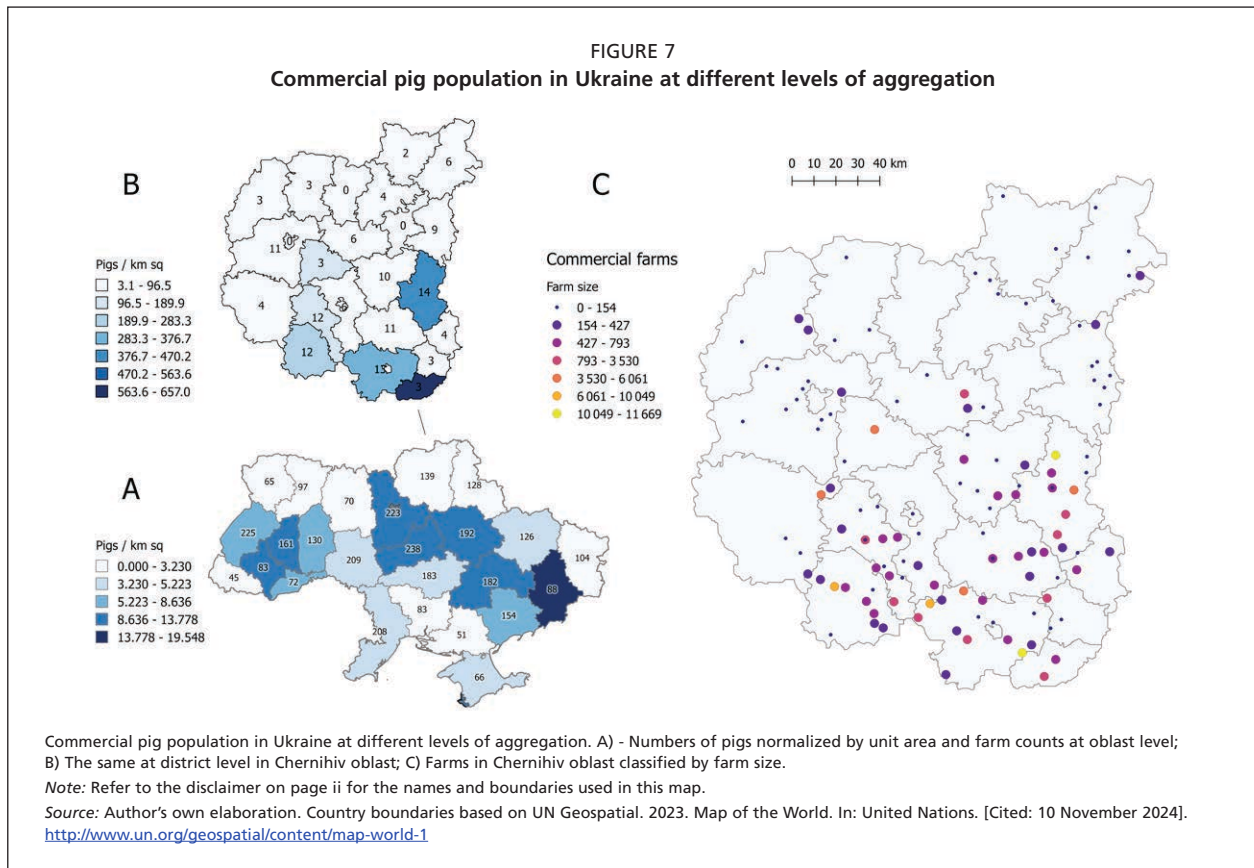 FIGURE 7
Commercial pig population in Ukraine at different levels of aggregation
B
2
6
3
3
0
4
0
9
11
0
6
3
10
14
4
12
11
4
12
3
3
Pigs / km sq
3.1 - 96.5
96.5 - 189.9
189.9 - 283.3
283.3 - 376.7
376.7 - 470.2
470.2 - 563.6
563.6 - 657.0
A
65
97
70
139
128
223
225
161
130
192
126
104
238
83
209
183
182
88
45
72
83
154
208
51
66
Pigs / km sq
0.000 - 3.230
3.230 - 5.223
5.223 - 8.636
8.636 - 13.778
13.778 - 19.548
C
0 10 20 30 40 km
Commercial farms
Farm size
0 - 154
154 - 427
427 - 793
793 - 3 530
3 530 - 6 061
6 061 - 10 049
10 049 - 11 669
Commercial pig population in Ukraine at different levels of aggregation. A) - Numbers of pigs normalized by unit area and farm counts at oblast level;
B) The same at district level in Chernihiv oblast; C) Farms in Chernihiv oblast classified by farm size.
Note: Refer to the disclaimer on page ii for the names and boundaries used in this map.
Source: Author's own elaboration. Country boundaries based on UN Geospatial. 2023. Map of the World. In: United Nations. [Cited: 10 November 2024].
http://www.un.org/geospatial/content/map-world-1